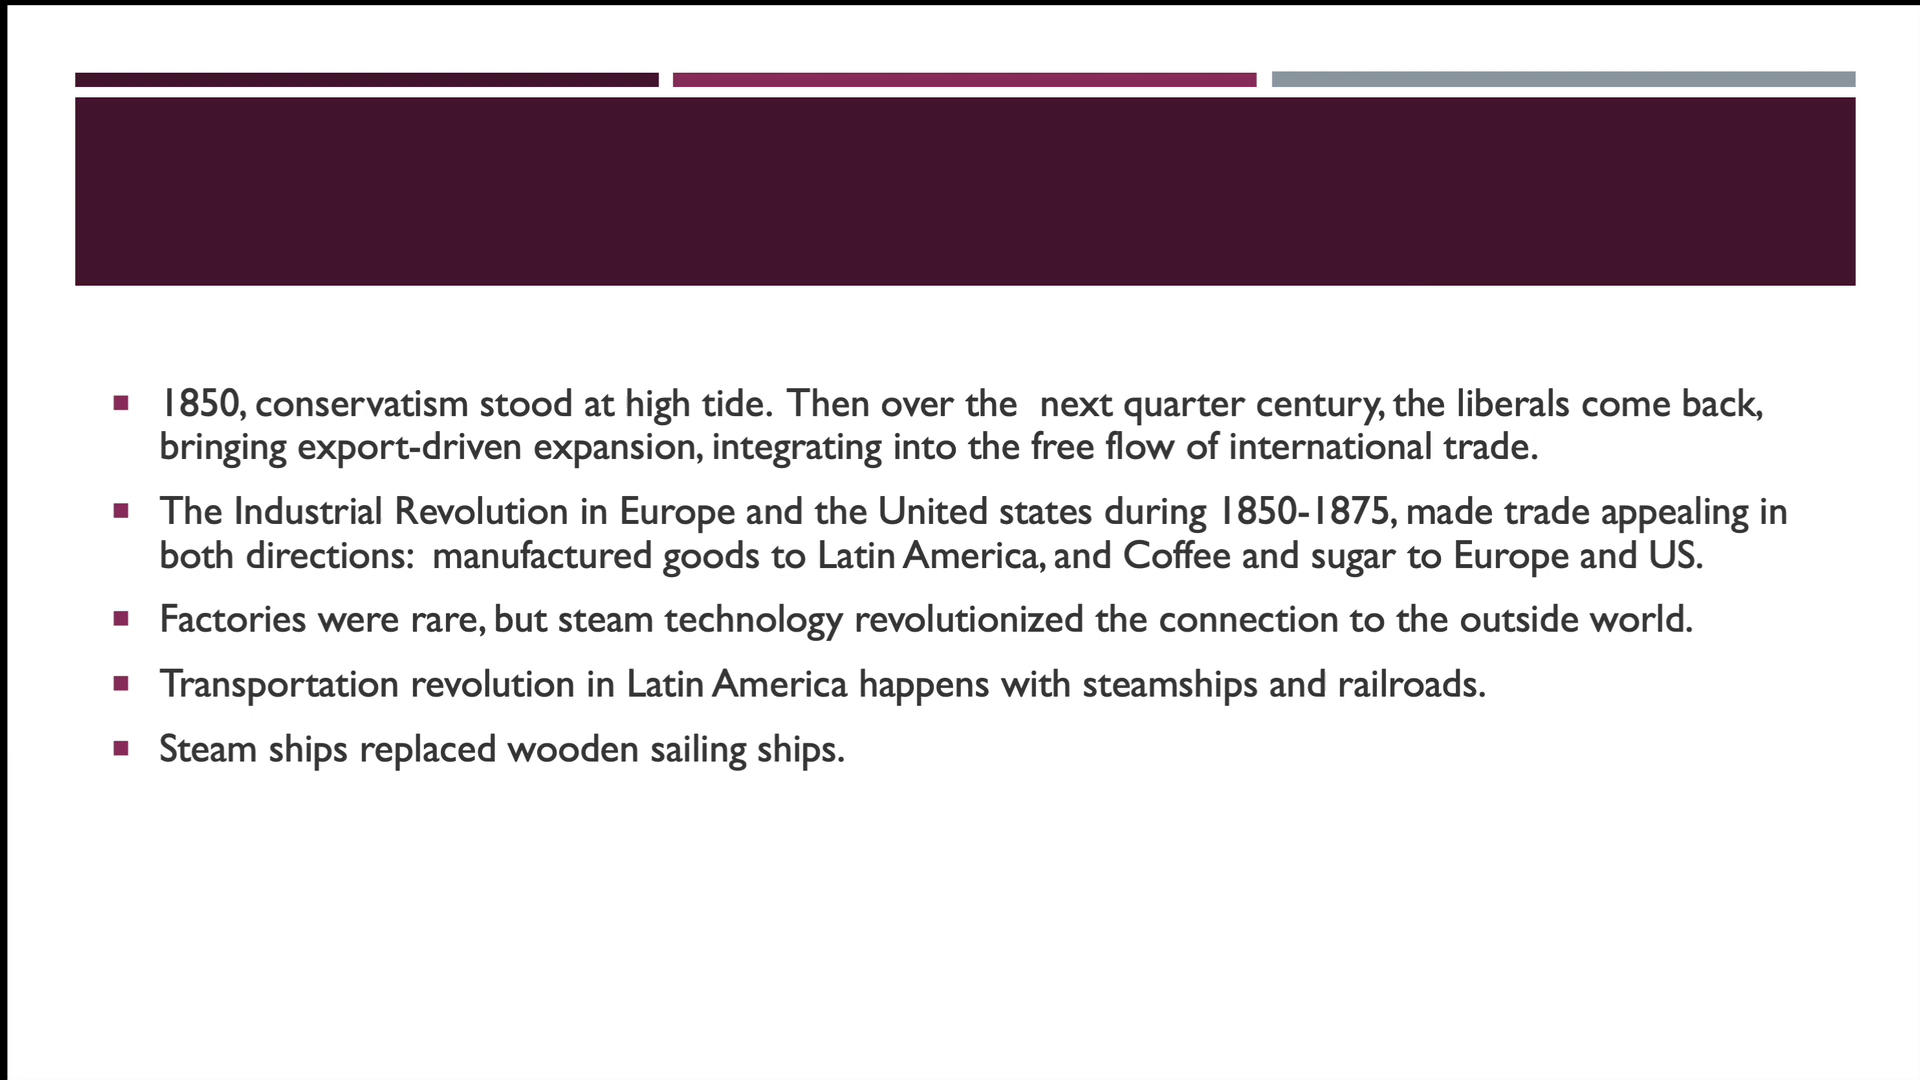 1850, conservatism stood at high tide.  Then over the  next quarter century, the liberals come back,
bringing export-driven expansion, integrating into the free flow of international trade.
The Industrial Revolution in Europe and the United states during 1850-1875, made trade appealing in
both directions:  manufactured goods to Latin America, and Coffee and sugar to Europe and US.
Factories were rare, but steam technology revolutionized the connection to the outside world.
Transportation revolution in Latin America happens with steamships and railroads.
Steam ships replaced wooden sailing ships.